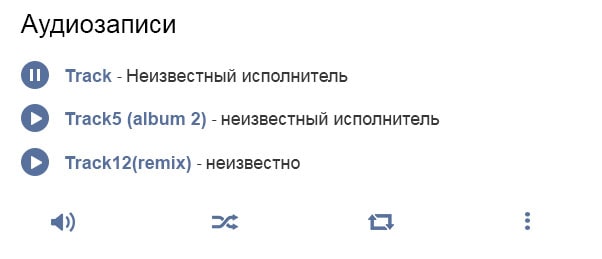 Аудиозаписи
Track - Неизвестный исполнитель
Track5 (album 2) - неизвестный исполнитель
Track12(remix) - неизвестно